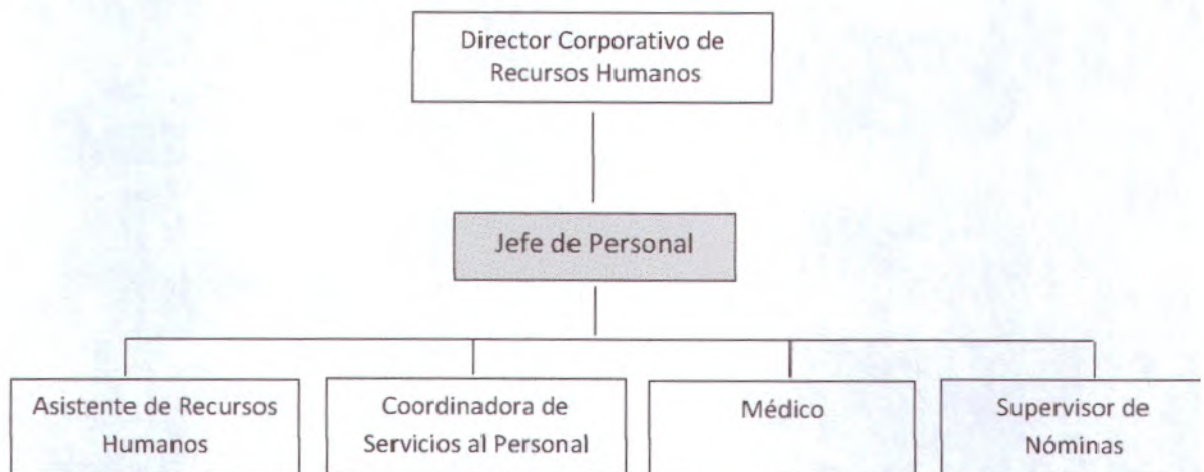 Director Corporativo de
Recursos Humanos
Jefe de Personal
Asistente de Recursos
Humanos
Coordinadora de
Servicios al Personal
Médico
Supervisor de
Nóminas